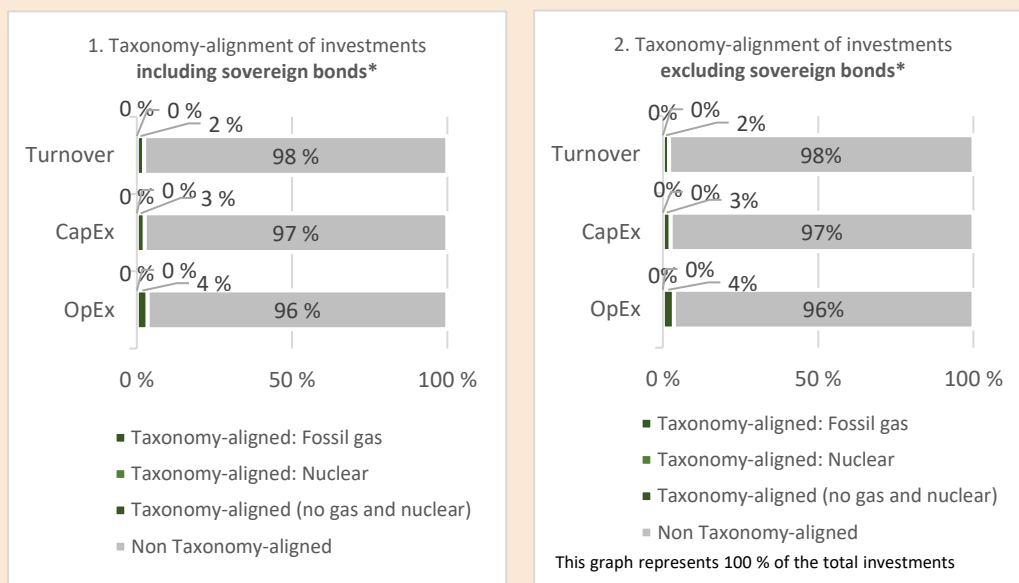 1. Taxonomy-alignment of investments
including sovereign bonds*
0 % 0 %
2 %
Turnover 98 %
0 % 0 % 3 %
CapEx 97 %
0 % 0 % 4 %
OpEx 96 %
0 % 50 % 100 %
Taxonomy-aligned: Fossil gas
Taxonomy-aligned: Nuclear
Taxonomy-aligned (no gas and nuclear)
Non Taxonomy-aligned
2. Taxonomy-alignment of investments
excluding sovereign bonds*
0% 0%
2%
Turnover 98%
0% 0% 3%
CapEx 97%
0% 0% 4%
OpEx 96%
0 % 50 % 100 %
Taxonomy-aligned: Fossil gas
Taxonomy-aligned: Nuclear
Taxonomy-aligned (no gas and nuclear)
Non Taxonomy-aligned
This graph represents 100 % of the total investments